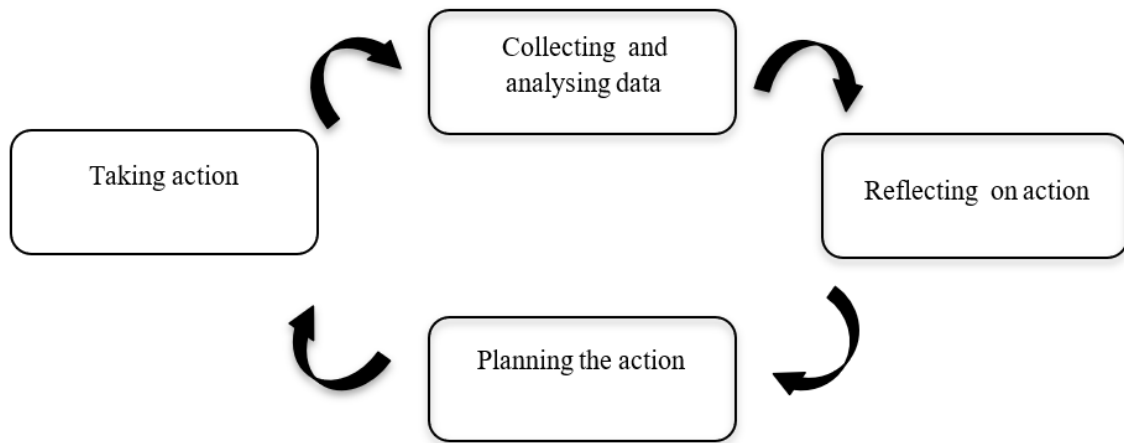 Collecting and
analysing data
Taking action
Reflecting on action
Planning the action